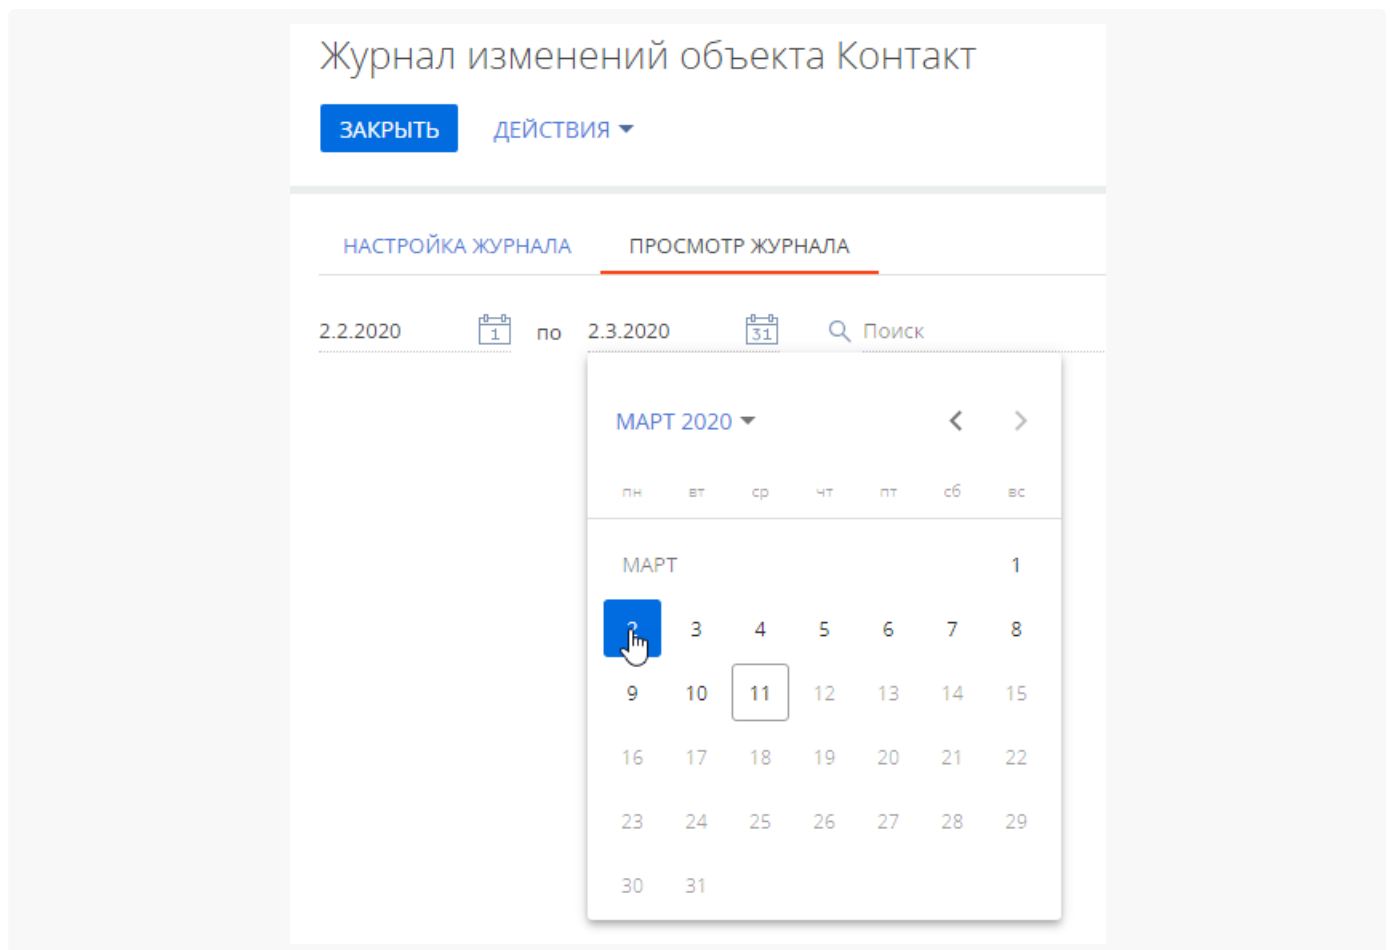 Журнал изменений объекта Контакт
ЗАКРЫТЬ ДЕЙСТВИЯ
НАСТРОЙКА ЖУРНАЛА ПРОСМОТР ЖУРНАЛА
2.2.2020 1 по 2.3.2020 31 Поиск
МАРТ 2020
пн вт ср чт пт сб вс
МАРТ 1
2 3 4 5 6 7 8
9 10 11 12 13 14 15
16 17 18 19 20 21 22
23 24 25 26 27 28 29
30 31